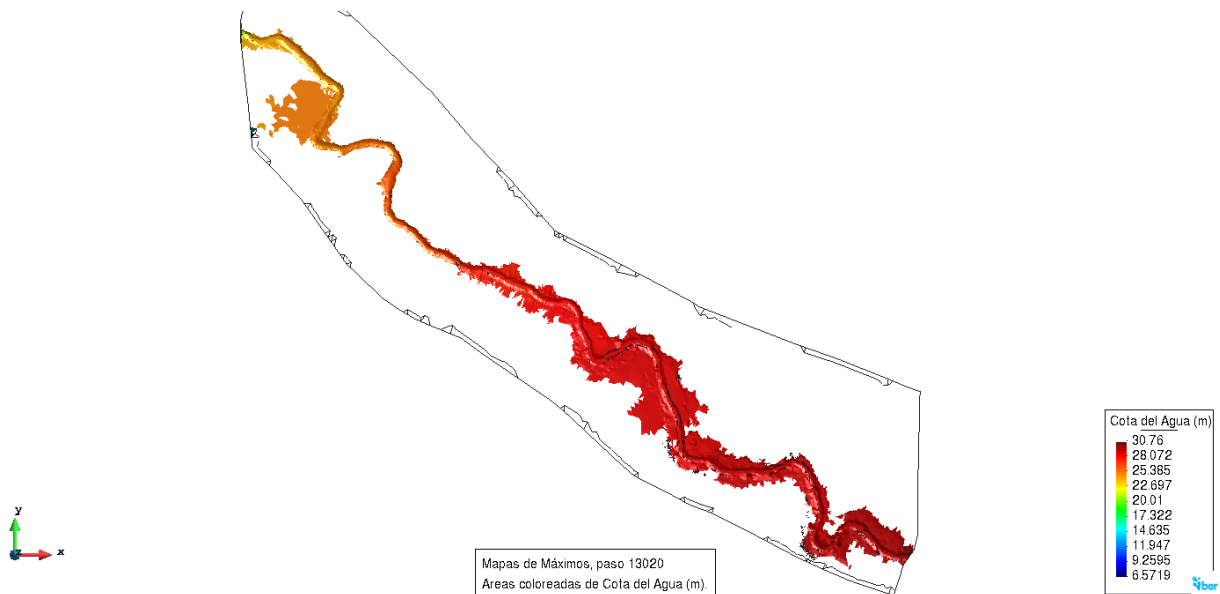 Cota del Agua (m)
30.76
28.072
25.385
22.697
20.01
17.322
14.635
11.947
9.2595
6.5719
y
z
x
Mapas de Máximos, paso 13020
Areas coloreadas de Cota del Agua (m).
iber